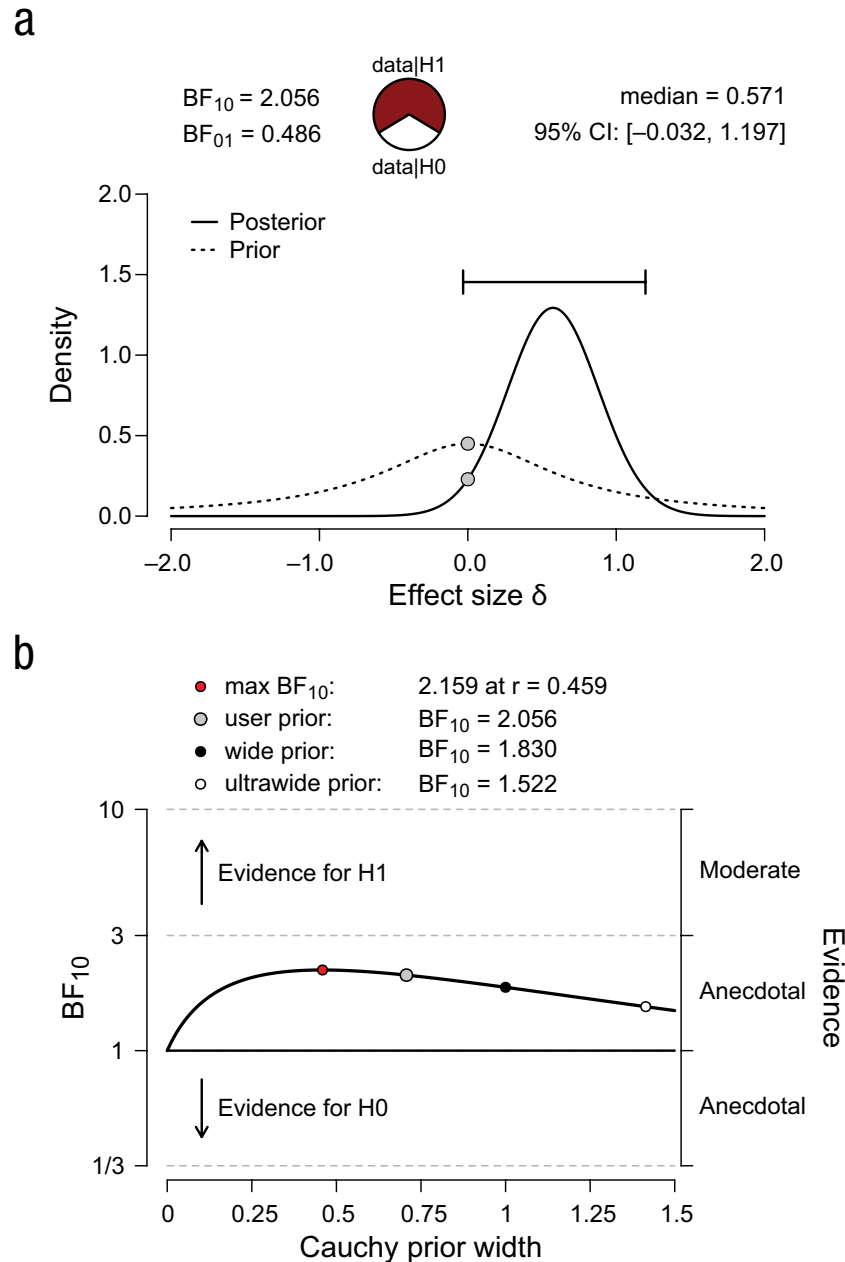 a
data|H1
BF10 = 2.056
median = 0.571
BF01 = 0.486
95% CI: [–0.032, 1.197]
data|H0
2.0
Posterior
Prior
1.5
1.0
0.5
0.0
Density
–2.0 –1.0 0.0 1.0 2.0
Effect size δ
b
max BF10: 2.159 at r = 0.459
user prior: BF10 = 2.056
wide prior: BF10 = 1.830
ultrawide prior: BF10 = 1.522
10
Evidence for H1
Moderate
3
BF10
Anecdotal
Evidence
1
Evidence for H0
Anecdotal
1/3
0 0.25 0.5 0.75 1 1.25 1.5
Cauchy prior width